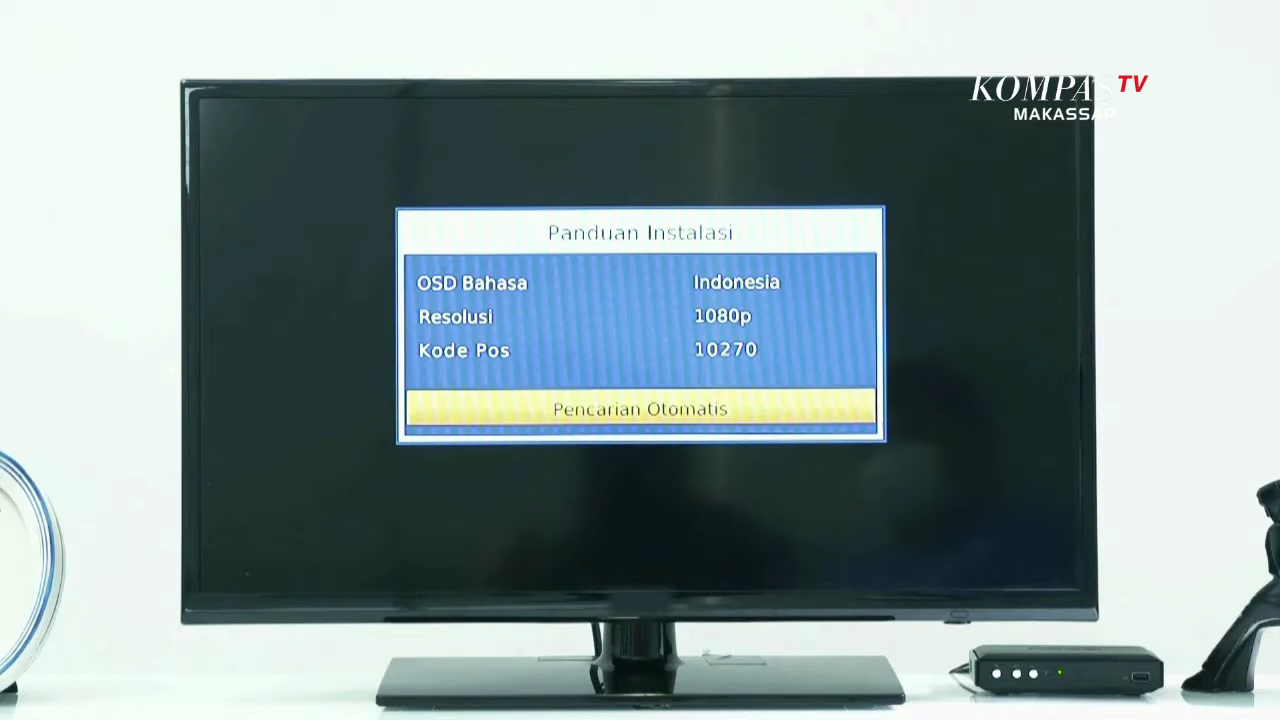 KOMPAS TV
MAKASSAR
Panduan Instalasi
OSD Bahasa Indonesia
Resolusi 1080p
Kode Pos 10270
Pencarian Otomatis